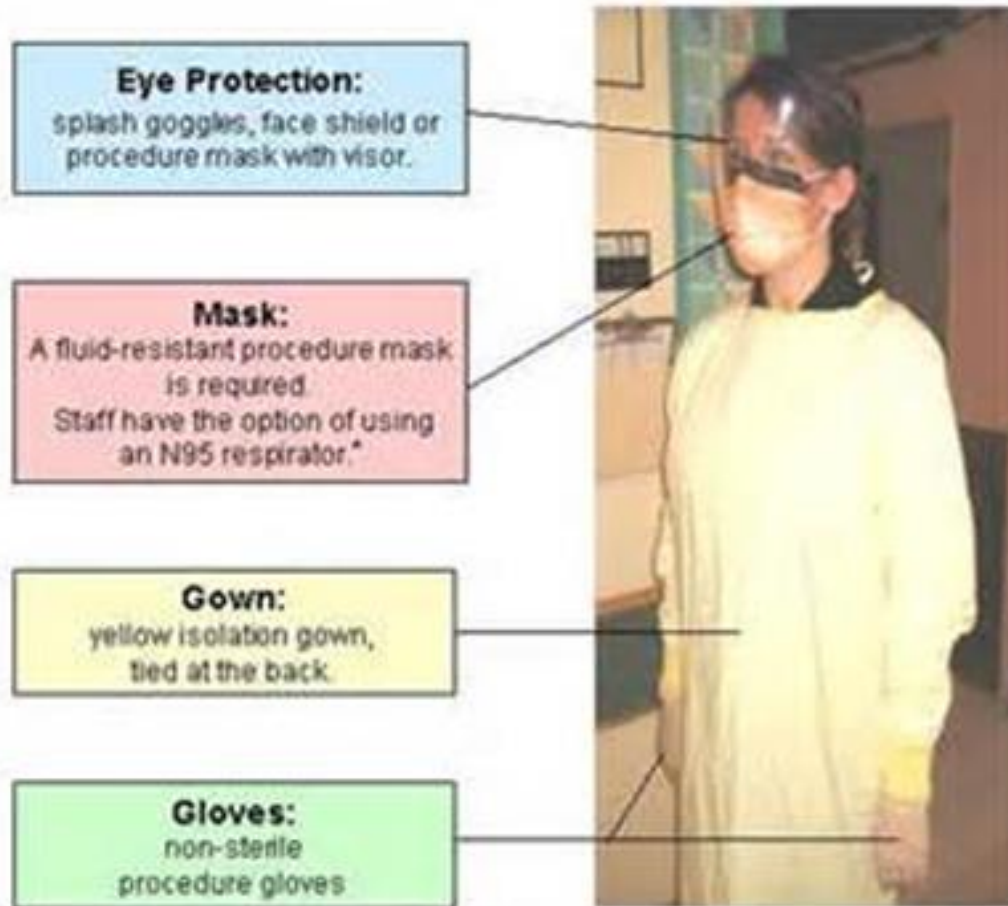 Eye Protection:
splash goggles, face shield or
procedure mask with visor.
Mask:
A fluid-resistant procedure mask
is required.
Staff have the option of using
an N95 respirator.*
Gown:
yellow isolation gown,
tied at the back.
Gloves:
non-sterile
procedure gloves